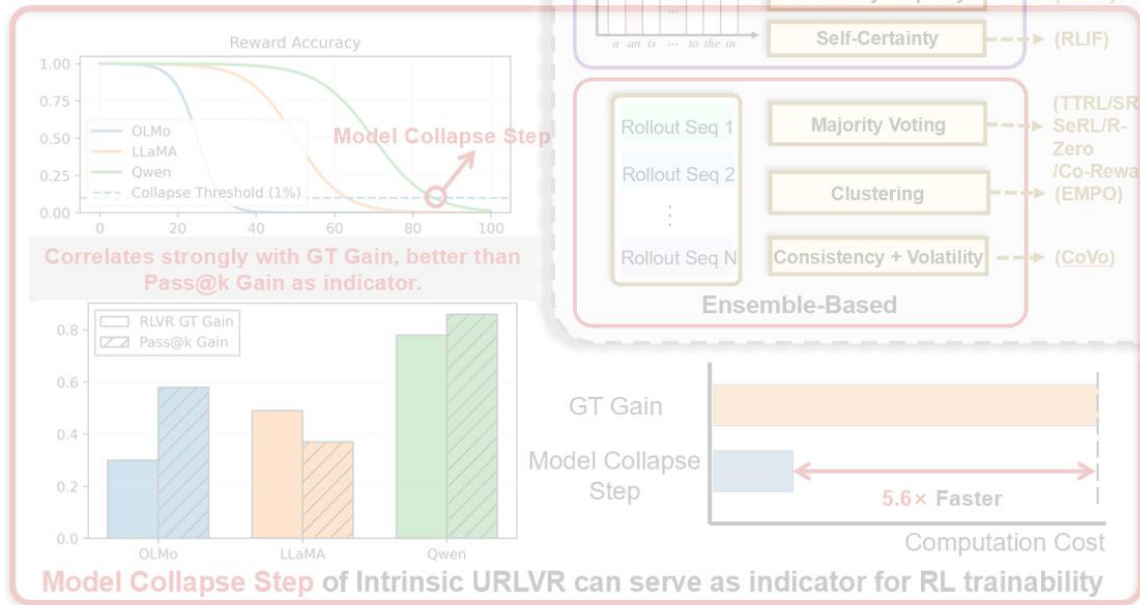 Reward Accuracy
1.00
0.75
0.50
0.25
0.00
OLMo
LLaMA
Qwen
Collapse Threshold (1%)
Model Collapse Step
0 20 40 60 80 100
Correlates strongly with GT Gain, better than
Pass@k Gain as indicator.
0.8
0.6
0.4
0.2
0.0
RLVR GT Gain
Pass@k Gain
OLMo LLaMA Qwen
...
a an is ... to the in
Self-Certainty
(RLIF)
Rollout Seq 1
Rollout Seq 2
⋮
Rollout Seq N
Majority Voting
Clustering
Consistency + Volatility
(TTRL/SR
SeRL/R-
Zero
/Co-Rewa
(EMPO)
(CoVo)
Ensemble-Based
GT Gain
Model Collapse
Step
5.6× Faster
Computation Cost
Model Collapse Step of Intrinsic URLVR can serve as indicator for RL trainability